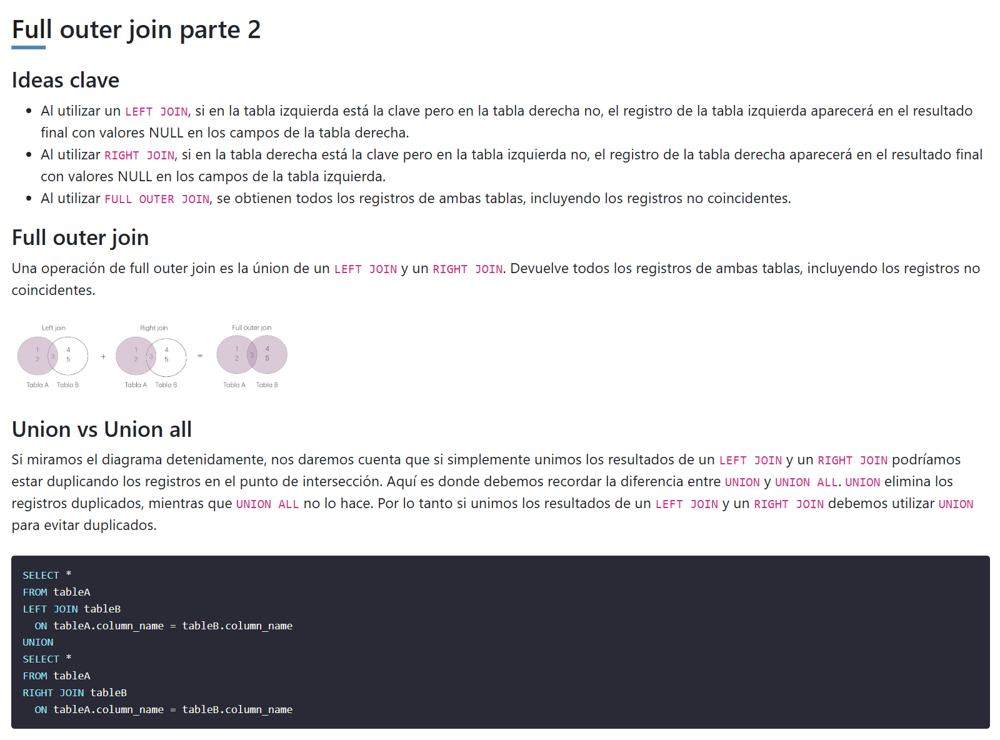 Full outer join parte 2
Ideas clave
• Al utilizar un LEFT JOIN, si en la tabla izquierda está la clave pero en la tabla derecha no, el registro de la tabla izquierda aparecerá en el resultado
final con valores NULL en los campos de la tabla derecha.
• Al utilizar RIGHT JOIN, si en la tabla derecha está la clave pero en la tabla izquierda no, el registro de la tabla derecha aparecerá en el resultado final
con valores NULL en los campos de la tabla izquierda.
• Al utilizar FULL OUTER JOIN, se obtienen todos los registros de ambas tablas, incluyendo los registros no coincidentes.
Full outer join
Una operación de full outer join es la únion de un LEFT JOIN y un RIGHT JOIN. Devuelve todos los registros de ambas tablas, incluyendo los registros no
coincidentes.
Left join Right join Full outer join
1 4 1 4 1 4
2 3 5 + 2 3 5 = 2 3 5
Tabla A Tabla B Tabla A Tabla B Tabla A Tabla B
Union vs Union all
Si miramos el diagrama detenidamente, nos daremos cuenta que si simplemente unimos los resultados de un LEFT JOIN y un RIGHT JOIN podríamos
estar duplicando los registros en el punto de intersección. Aquí es donde debemos recordar la diferencia entre UNION y UNION ALL. UNION elimina los
registros duplicados, mientras que UNION ALL no lo hace. Por lo tanto si unimos los resultados de un LEFT JOIN y un RIGHT JOIN debemos utilizar UNION
para evitar duplicados.
SELECT *
FROM tableA
LEFT JOIN tableB
  ON tableA.column_name = tableB.column_name
UNION
SELECT *
FROM tableA
RIGHT JOIN tableB
  ON tableA.column_name = tableB.column_name